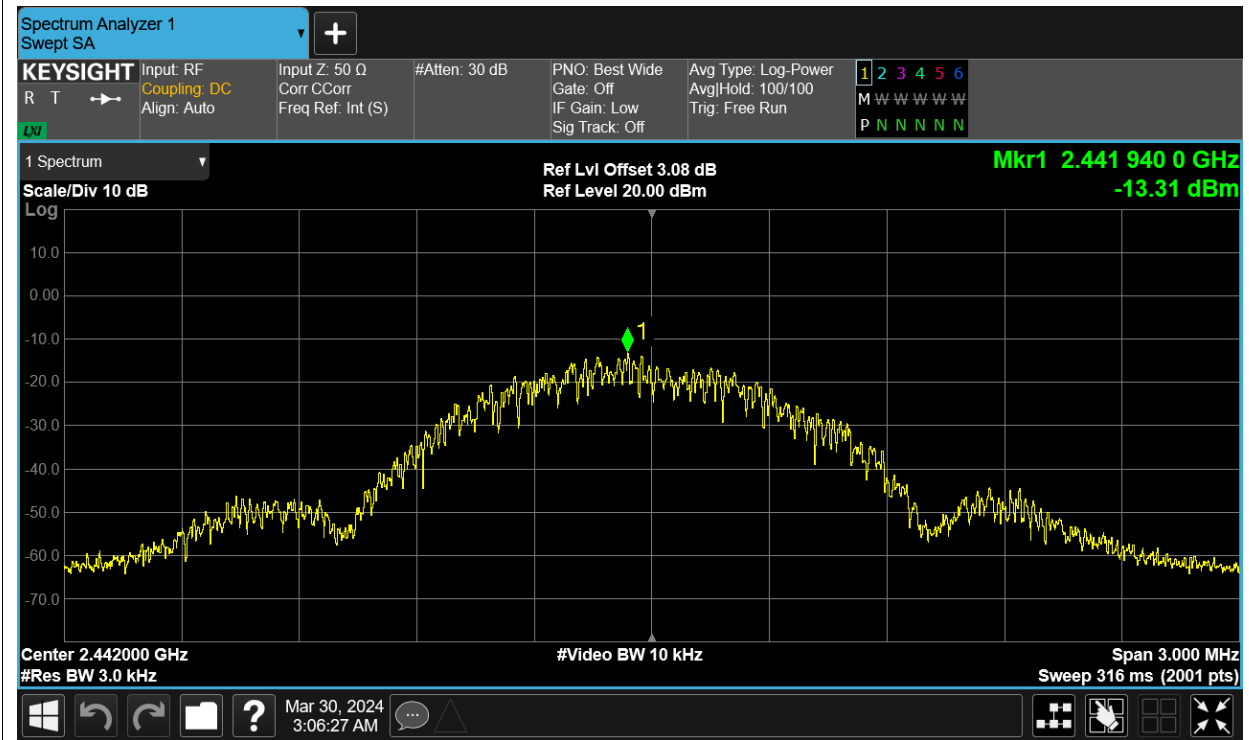 Spectrum Analyzer 1
Swept SA
KEYSIGHT
R T
LXI
Input: RF
Coupling: DC
Align: Auto
Input Z: 50 Ω
Corr CCorr
Freq Ref: Int (S)
#Atten: 30 dB
PNO: Best Wide
Gate: Off
IF Gain: Low
Sig Track: Off
Avg Type: Log-Power
Avg|Hold: 100/100
Trig: Free Run
1 2 3 4 5 6
M W W W W W
P N N N N N
1 Spectrum
Scale/Div 10 dB
Log
Ref Lvl Offset 3.08 dB
Ref Level 20.00 dBm
Mkr1 2.441 940 0 GHz
-13.31 dBm
10.0
0.00
-10.0
1
-20.0
-30.0
-40.0
-50.0
-60.0
-70.0
Center 2.442000 GHz
#Res BW 3.0 kHz
#Video BW 10 kHz
Span 3.000 MHz
Sweep 316 ms (2001 pts)
?
Mar 30, 2024
3:06:27 AM